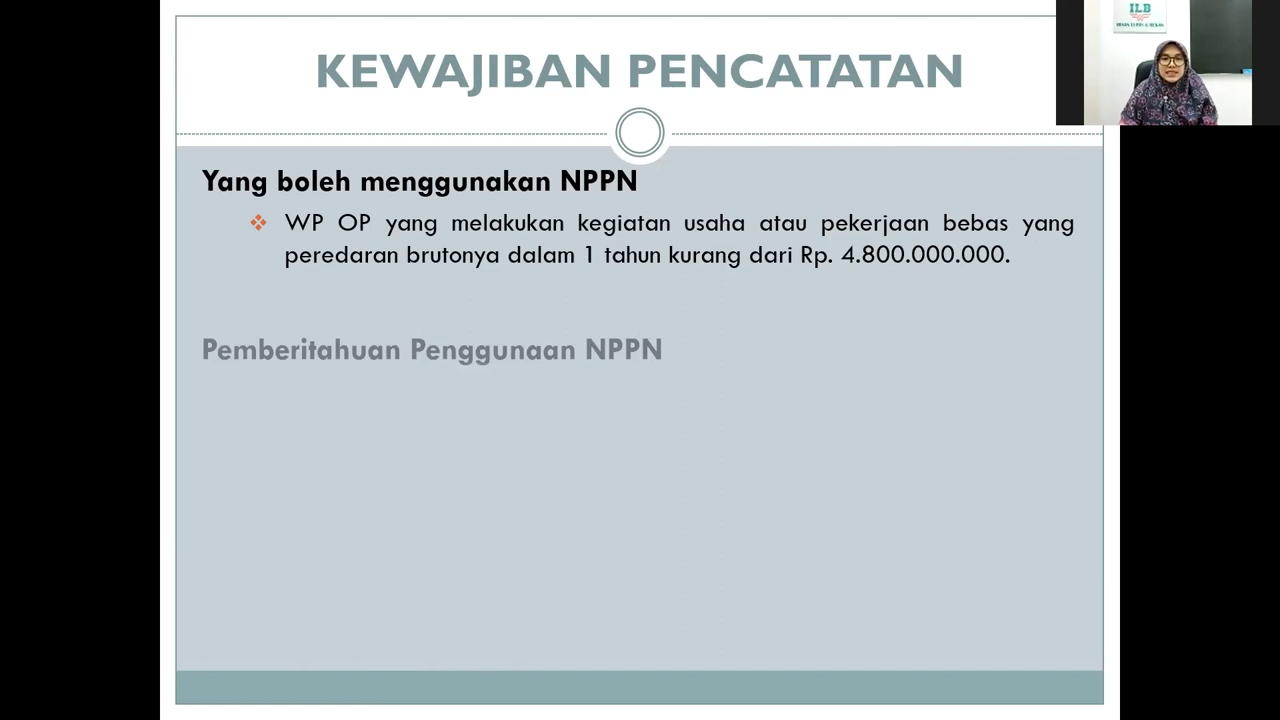 KEWAJIBAN PENCATATAN
ILB
Yang boleh menggunakan NPPN
❖ WP OP yang melakukan kegiatan usaha atau pekerjaan bebas yang
peredaran brutonya dalam 1 tahun kurang dari Rp. 4.800.000.000.
Pemberitahuan Penggunaan NPPN